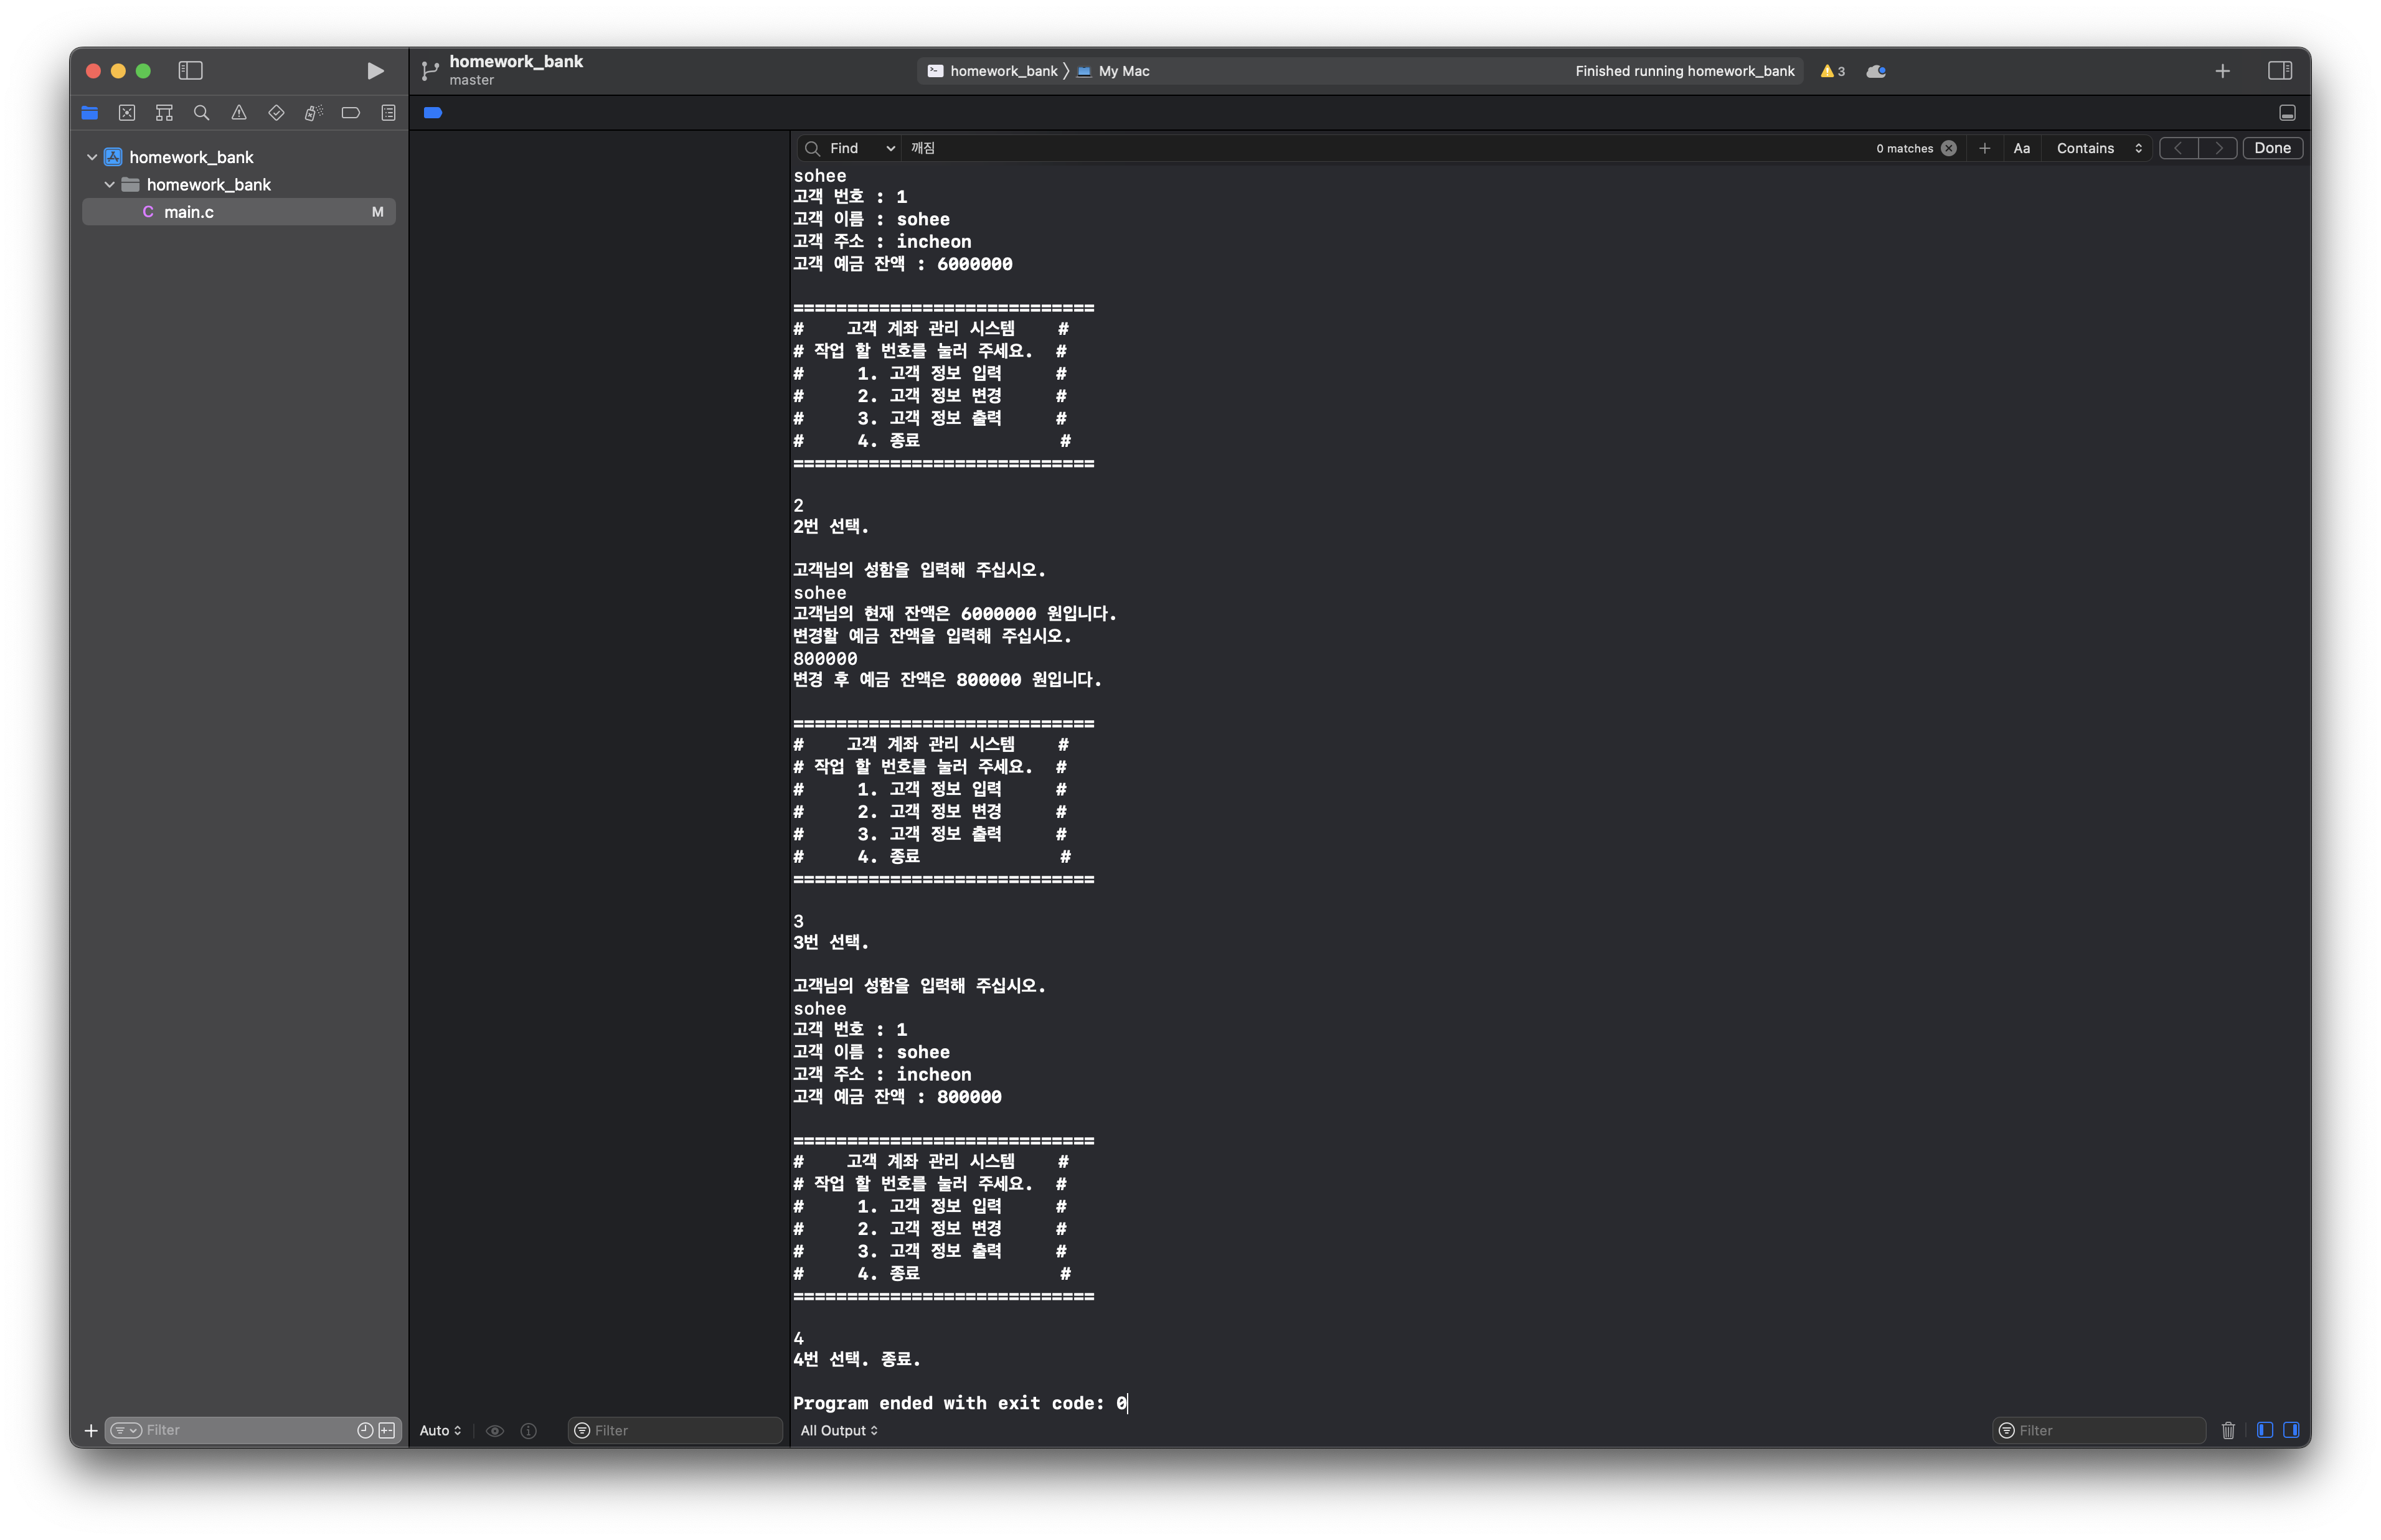 homework_bank
master
homework_bank 〉 My Mac
Finished running homework_bank
3
homework_bank
homework_bank
C main.c M
Find 깨짐 0 matches Aa Contains Done
sohee
고객 번호 : 1
고객 이름 : sohee
고객 주소 : incheon
고객 예금 잔액 : 6000000
============================
#    고객 계좌 관리 시스템    #
# 작업 할 번호를 눌러 주세요.  #
#     1. 고객 정보 입력     #
#     2. 고객 정보 변경     #
#     3. 고객 정보 출력     #
#     4. 종료             #
============================
2
2번 선택.
고객님의 성함을 입력해 주십시오.
sohee
고객님의 현재 잔액은 6000000 원입니다.
변경할 예금 잔액을 입력해 주십시오.
800000
변경 후 예금 잔액은 800000 원입니다.
============================
#    고객 계좌 관리 시스템    #
# 작업 할 번호를 눌러 주세요.  #
#     1. 고객 정보 입력     #
#     2. 고객 정보 변경     #
#     3. 고객 정보 출력     #
#     4. 종료             #
============================
3
3번 선택.
고객님의 성함을 입력해 주십시오.
sohee
고객 번호 : 1
고객 이름 : sohee
고객 주소 : incheon
고객 예금 잔액 : 800000
============================
#    고객 계좌 관리 시스템    #
# 작업 할 번호를 눌러 주세요.  #
#     1. 고객 정보 입력     #
#     2. 고객 정보 변경     #
#     3. 고객 정보 출력     #
#     4. 종료             #
============================
4
4번 선택. 종료.
Program ended with exit code: 0
Filter
Auto
Filter
All Output
Filter